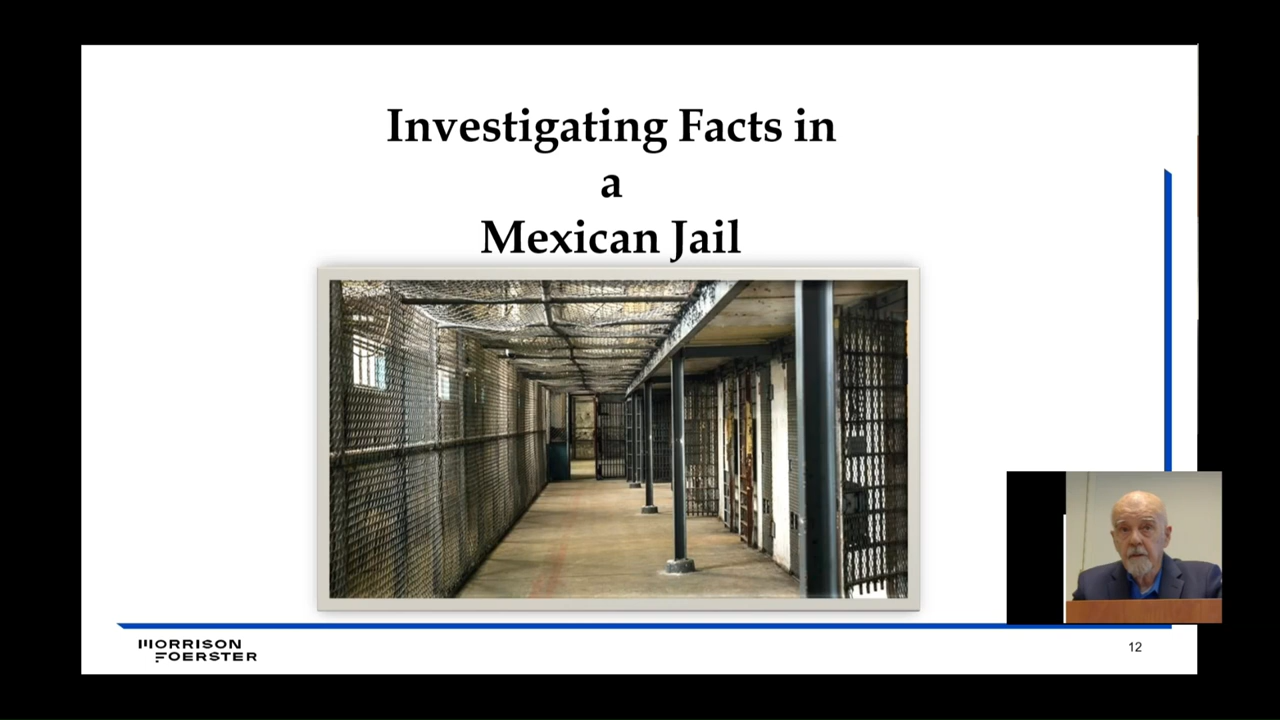 Investigating Facts in
a
Mexican Jail
MORRISON
FOERSTER
12